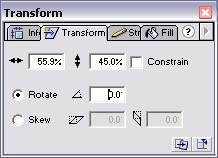 Transform
Inf Transform Str Fill ?
55.9% 45.0% Constrain
Rotate 0.0°
Skew 0.0° 0.0°